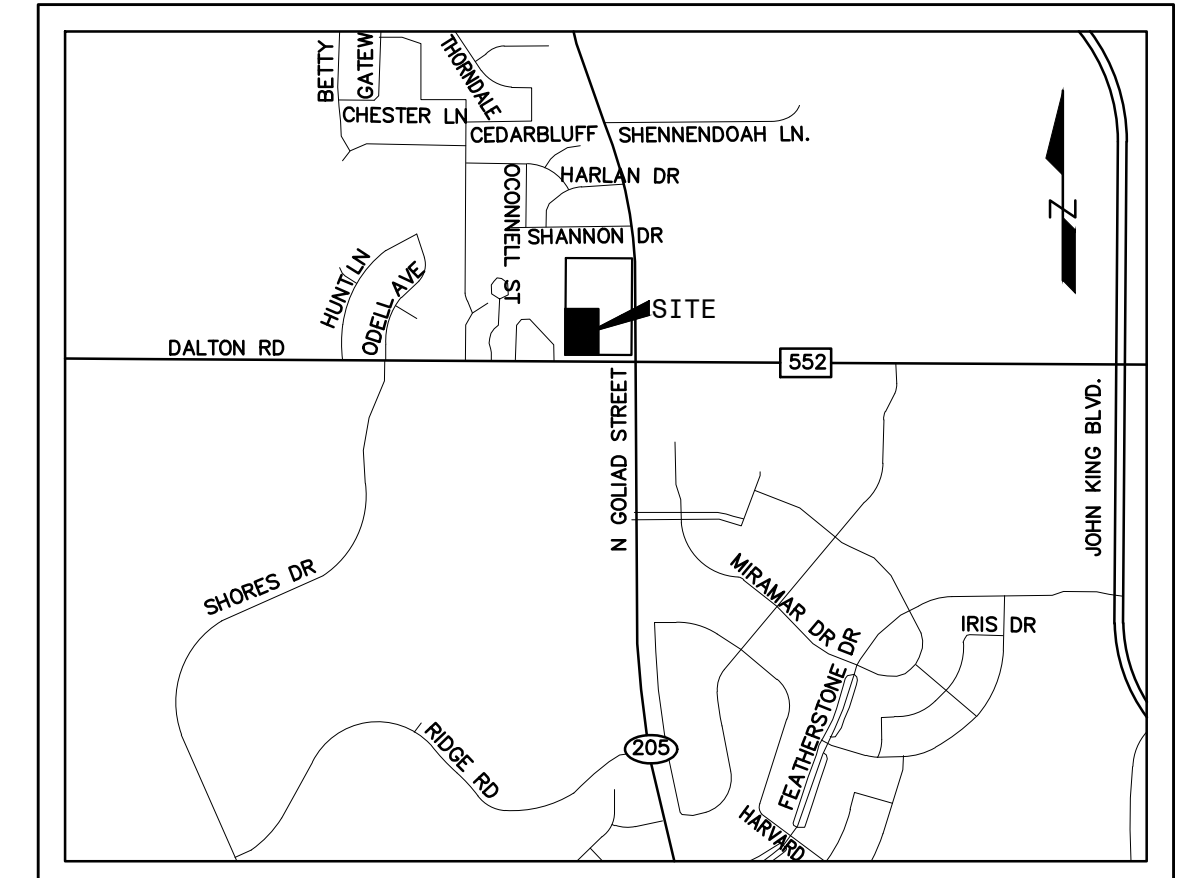 BETTY
GATEW
THORNDALE
CHESTER LN
CEDARBLUFF
SHENNENDOAH LN.
HARLAN DR
OCONNELL ST
SHANNON DR
HUNT LN
ODELL AVE
SITE
N
DALTON RD
552
N GOLIAD STREET
JOHN KING BLVD.
SHORES DR
MIRAMAR DR
IRIS DR
FEATHERSTONE DR
RIDGE RD
205
HARVARD